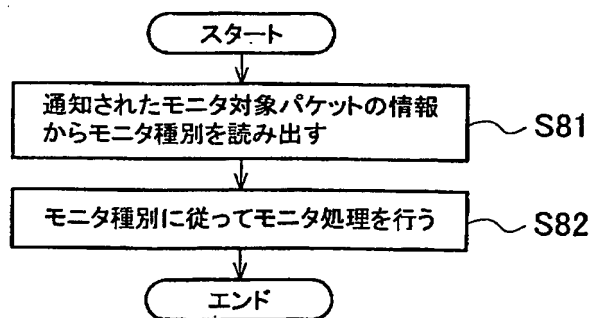 スタート
通知されたモニタ対象パケットの情報
からモニタ種別を読み出す
S81
モニタ種別に従ってモニタ処理を行う
S82
エンド